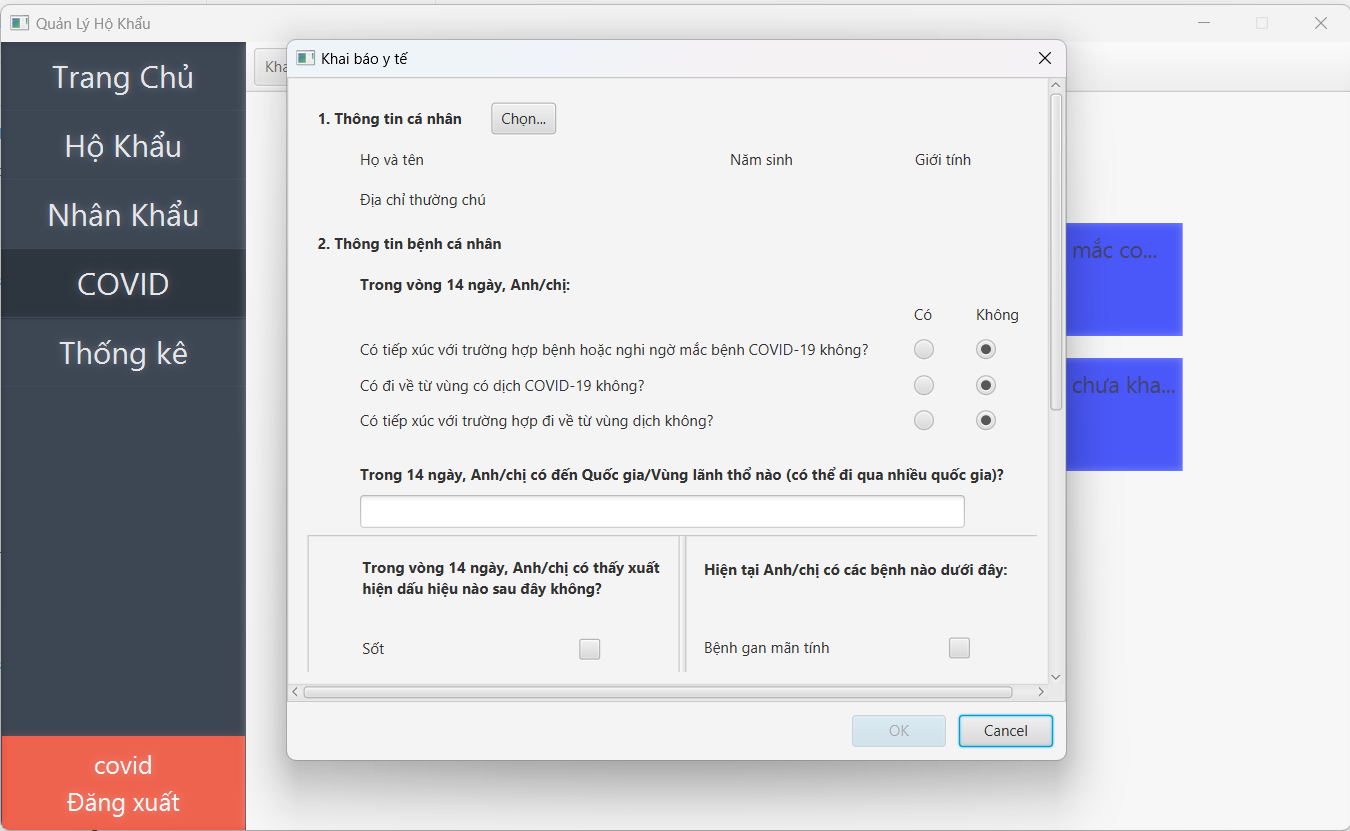 Quản Lý Hộ Khẩu
Trang Chủ
Hộ Khẩu
Nhân Khẩu
COVID
Thống kê
covid
Đăng xuất
Kha
Khai báo y tế
1. Thông tin cá nhân
Chọn...
Họ và tên
Năm sinh
Giới tính
Địa chỉ thường chú
2. Thông tin bệnh cá nhân
Trong vòng 14 ngày, Anh/chị:
Có
Không
Có tiếp xúc với trường hợp bệnh hoặc nghi ngờ mắc bệnh COVID-19 không?
Có đi về từ vùng có dịch COVID-19 không?
Có tiếp xúc với trường hợp đi về từ vùng dịch không?
Trong 14 ngày, Anh/chị có đến Quốc gia/Vùng lãnh thổ nào (có thể đi qua nhiều quốc gia)?
Trong vòng 14 ngày, Anh/chị có thấy xuất
hiện dấu hiệu nào sau đây không?
Sốt
Hiện tại Anh/chị có các bệnh nào dưới đây:
Bệnh gan mãn tính
OK
Cancel
mắc co...
chưa kha...